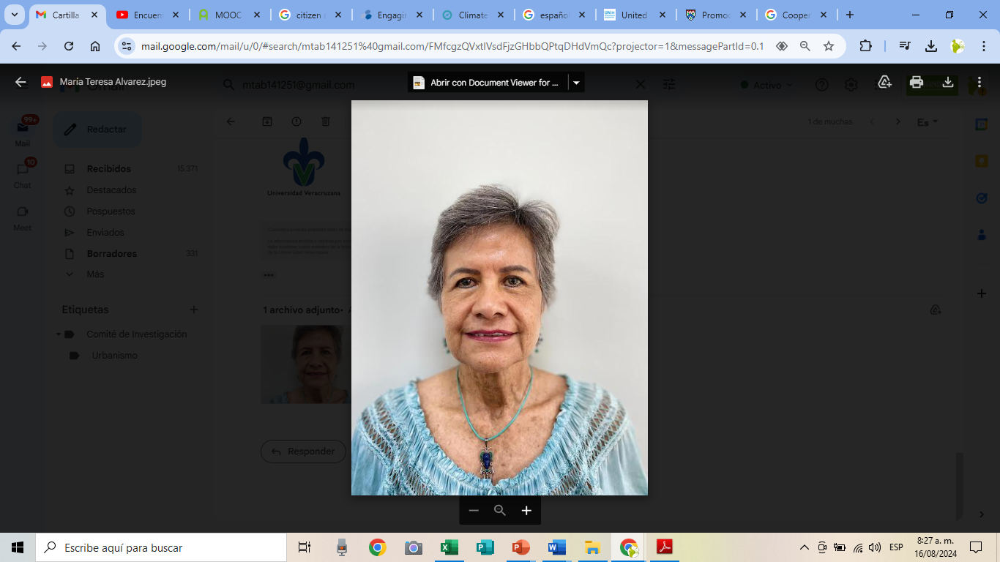 Cartilla
Encuen
MOOC
citizen
Engagin
Climate
español
United
Promoc
Cooper
mail.google.com/mail/u/0/#search/mtab141251%40gmail.com/FMfcgzQVxtlVsdFjzGHbbQPtqDHdVmQc?projector=1&messagePartId=0.1
María Teresa Alvarez.jpeg
mtab141251@gmail.com
Abrir con Document Viewer for ...
Activo
99+
Mail
10
Chat
Meet
Redactar
1 de muchas
Es
Recibidos 15.371
Destacados
Pospuestos
Enviados
Borradores 331
Más
Etiquetas
Comité de Investigación
Urbanismo
Universidad Veracruzana
1 archivo adjunto
Responder
Escribe aquí para buscar
ESP
8:27 a. m.
16/08/2024